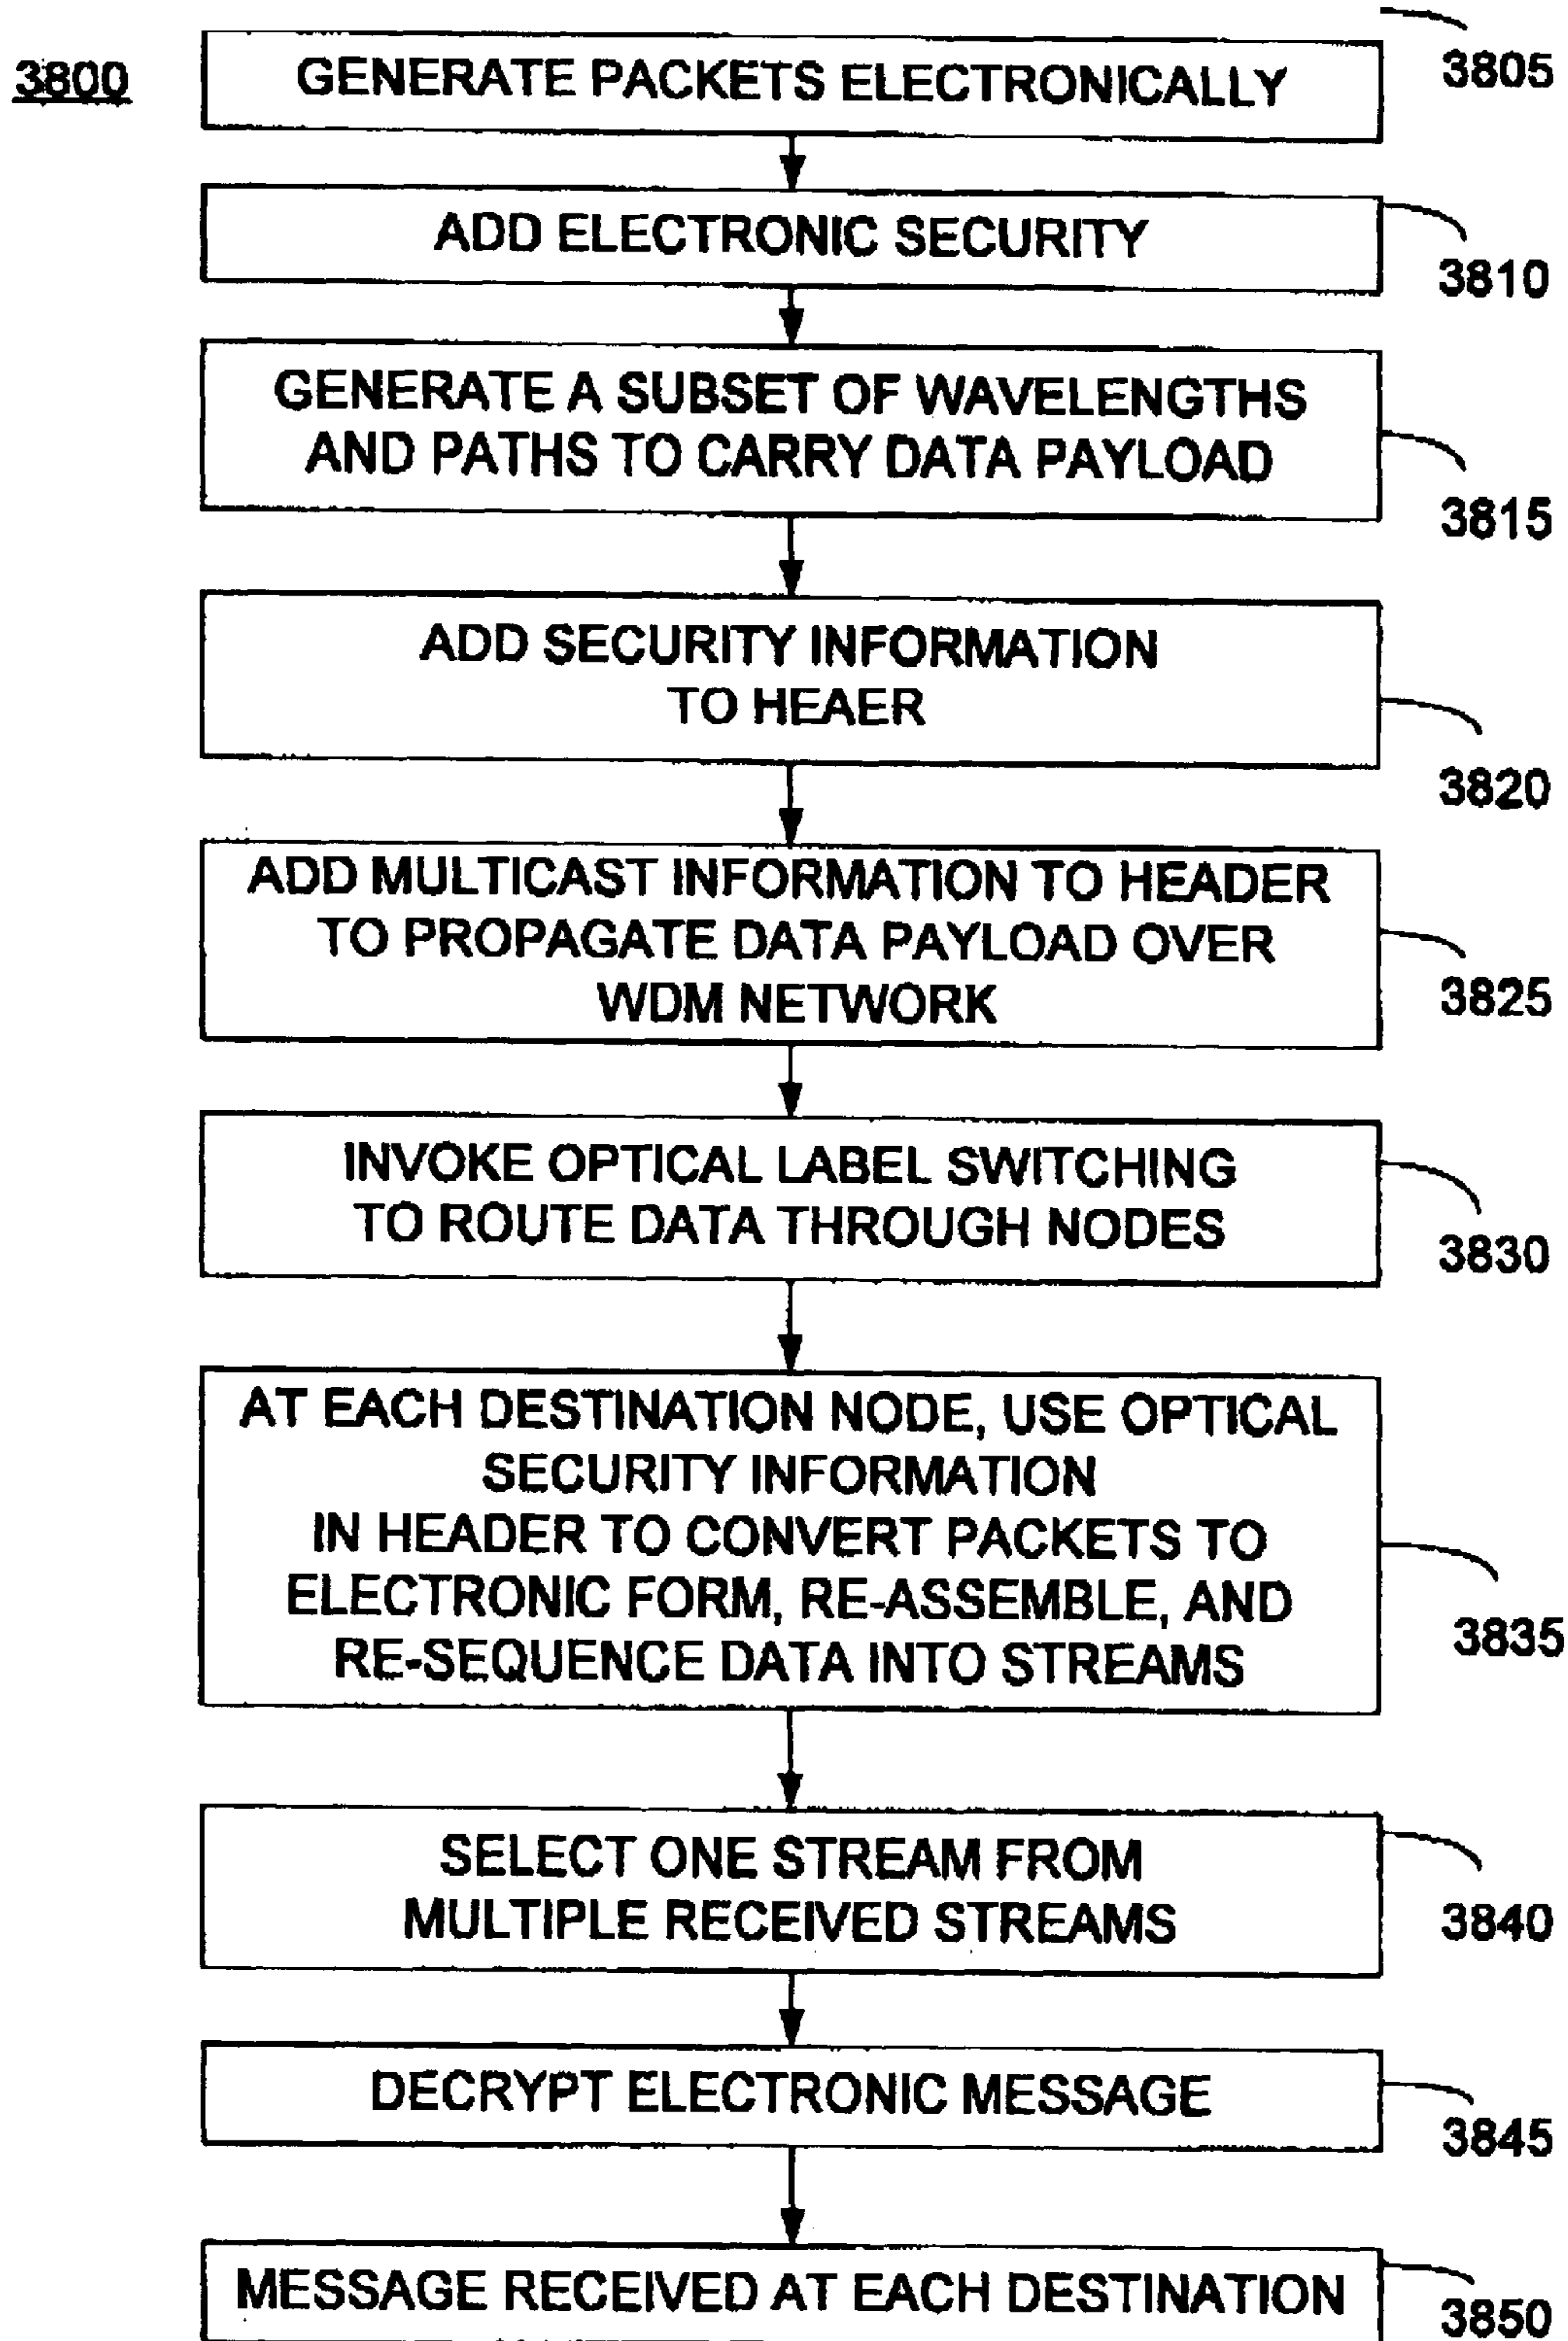 3800
GENERATE PACKETS ELECTRONICALLY
3805
ADD ELECTRONIC SECURITY
3810
GENERATE A SUBSET OF WAVELENGTHS
AND PATHS TO CARRY DATA PAYLOAD
3815
ADD SECURITY INFORMATION
TO HEAER
3820
ADD MULTICAST INFORMATION TO HEADER
TO PROPAGATE DATA PAYLOAD OVER
WDM NETWORK
3825
INVOKE OPTICAL LABEL SWITCHING
TO ROUTE DATA THROUGH NODES
3830
AT EACH DESTINATION NODE, USE OPTICAL
SECURITY INFORMATION
IN HEADER TO CONVERT PACKETS TO
ELECTRONIC FORM, RE-ASSEMBLE, AND
RE-SEQUENCE DATA INTO STREAMS
3835
SELECT ONE STREAM FROM
MULTIPLE RECEIVED STREAMS
3840
DECRYPT ELECTRONIC MESSAGE
3845
MESSAGE RECEIVED AT EACH DESTINATION
3850